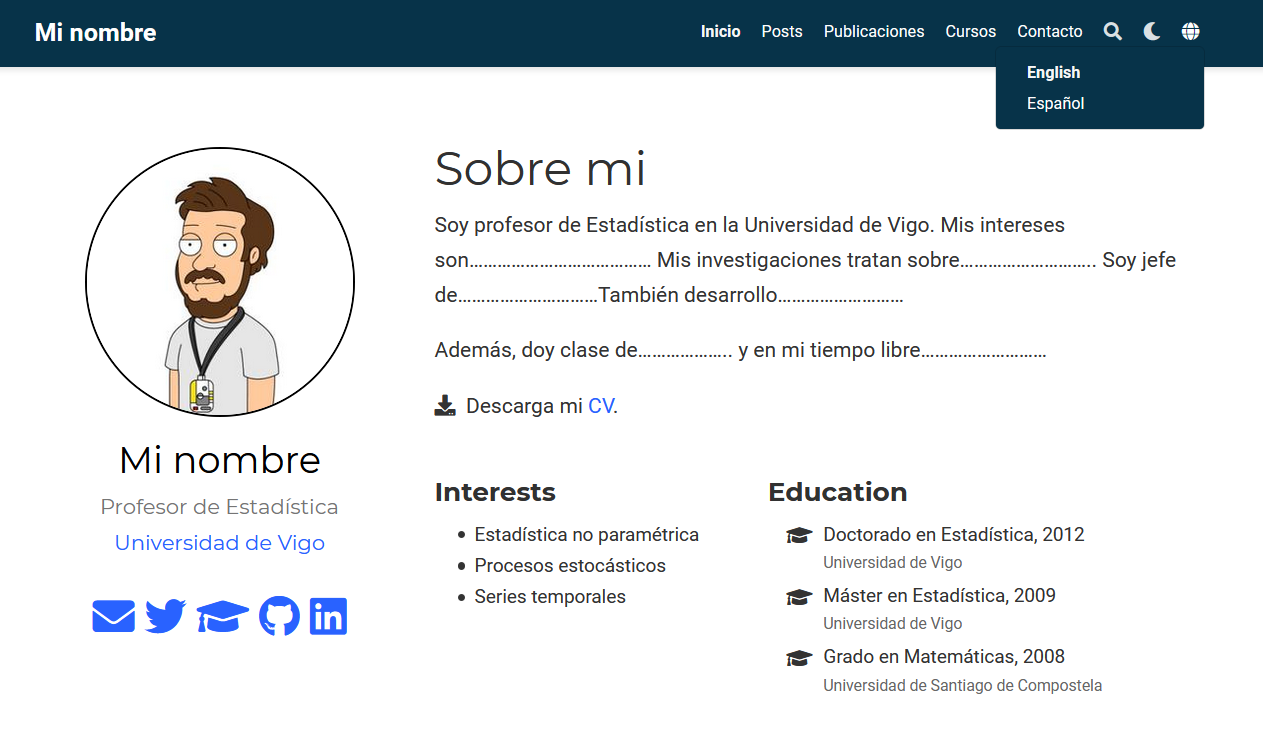 Mi nombre
Inicio Posts Publicaciones Cursos Contacto
English
Español
Sobre mi
Soy profesor de Estadística en la Universidad de Vigo. Mis intereses
son………………………………. Mis investigaciones tratan sobre……………………….. Soy jefe
de…………………………También desarrollo………………………
Además, doy clase de……………….. y en mi tiempo libre………………………
Descarga mi CV.
Mi nombre
Profesor de Estadística
Universidad de Vigo
Interests
Estadística no paramétrica
Procesos estocásticos
Series temporales
Education
Doctorado en Estadística, 2012
Universidad de Vigo
Máster en Estadística, 2009
Universidad de Vigo
Grado en Matemáticas, 2008
Universidad de Santiago de Compostela